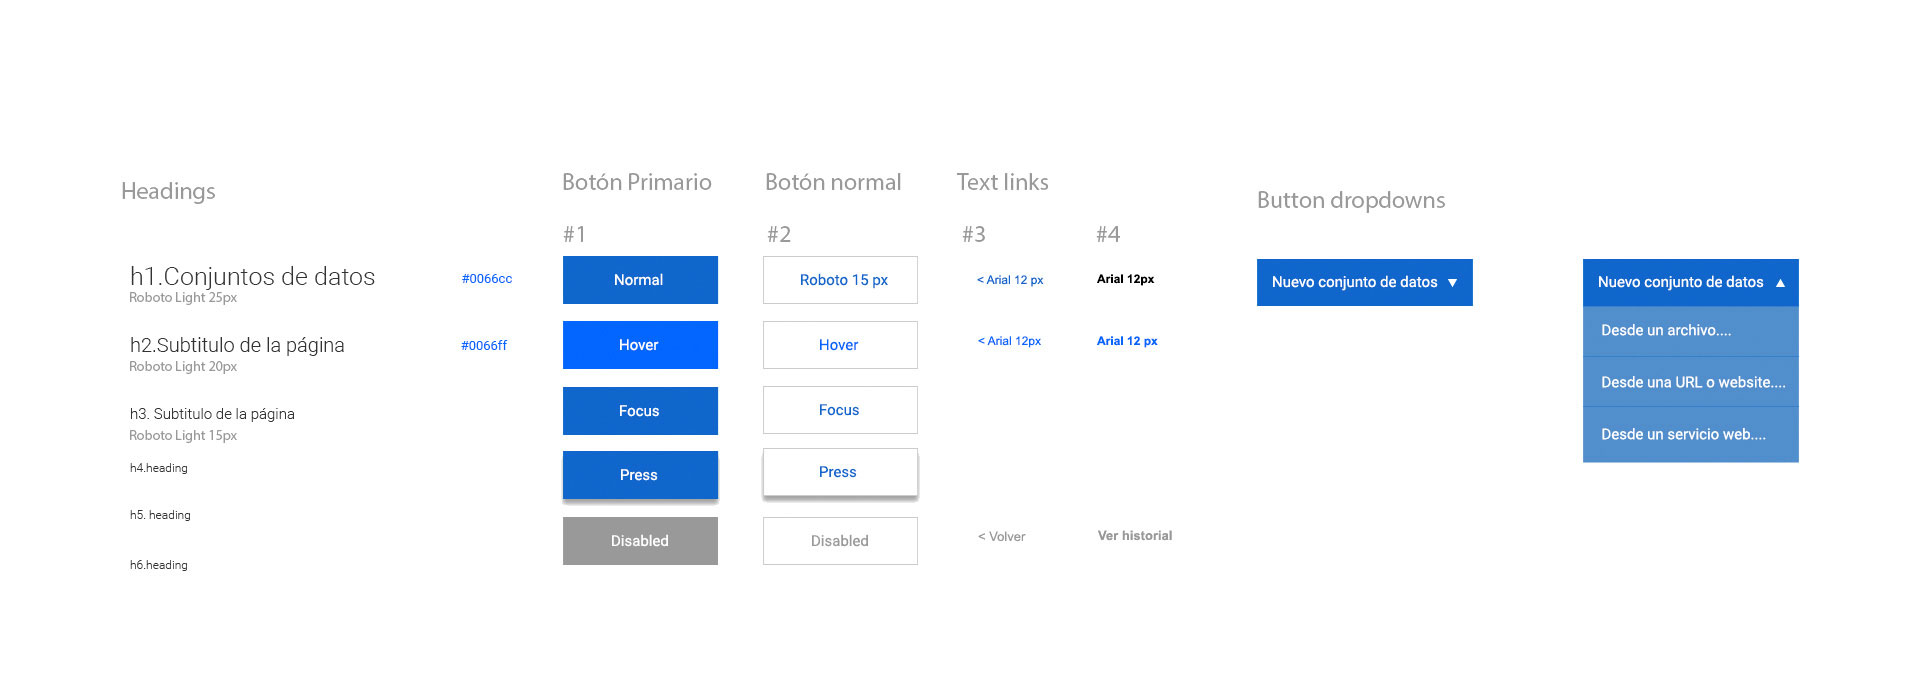 Headings
h1.Conjuntos de datos
Roboto Light 25px
h2.Subtitulo de la página
Roboto Light 20px
h3. Subtitulo de la página
Roboto Light 15px
h4.heading
h5. heading
h6.heading
#0066cc
#0066ff
Botón Primario
#1
Normal
Hover
Focus
Press
Disabled
Botón normal
#2
Roboto 15 px
Hover
Focus
Press
Disabled
Text links
#3
< Arial 12 px
< Arial 12px
< Volver
#4
Arial 12px
Arial 12 px
Ver historial
Button dropdowns
Nuevo conjunto de datos ▼
Nuevo conjunto de datos ▲
Desde un archivo....
Desde una URL o website....
Desde un servicio web....